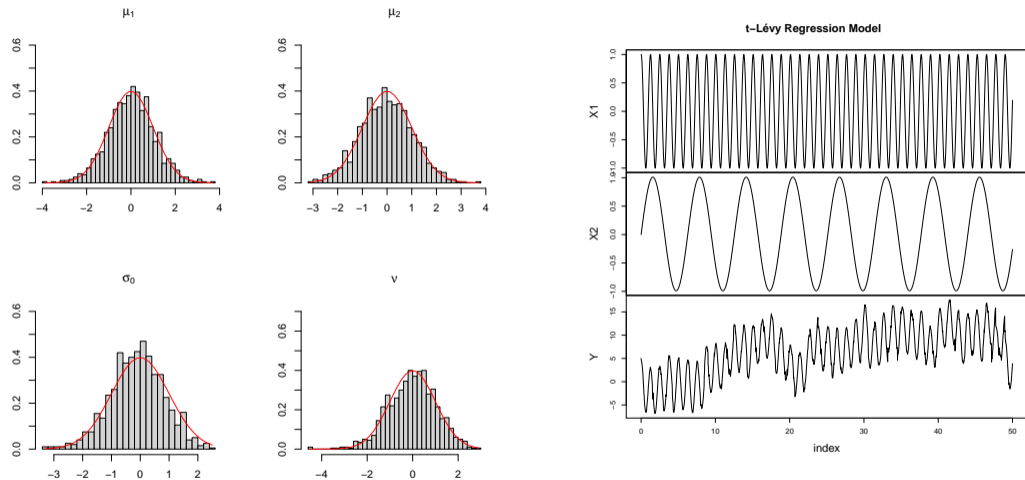 μ₁
0.0 0.2 0.4 0.6
−4 −2 0 2 4
μ₂
0.0 0.2 0.4 0.6
−3 −2 −1 0 1 2 3 4
σ₀
0.0 0.2 0.4 0.6
−3 −2 −1 0 1 2
ν
0.0 0.2 0.4 0.6
−4 −2 0 2
t−Lévy Regression Model
X1
−1.0 −0.5 0.0 0.5 1.0
X2
−1.0 −0.5 0.0 0.5 1.0
Y
−5 0 5 10 15
0 10 20 30 40 50
index